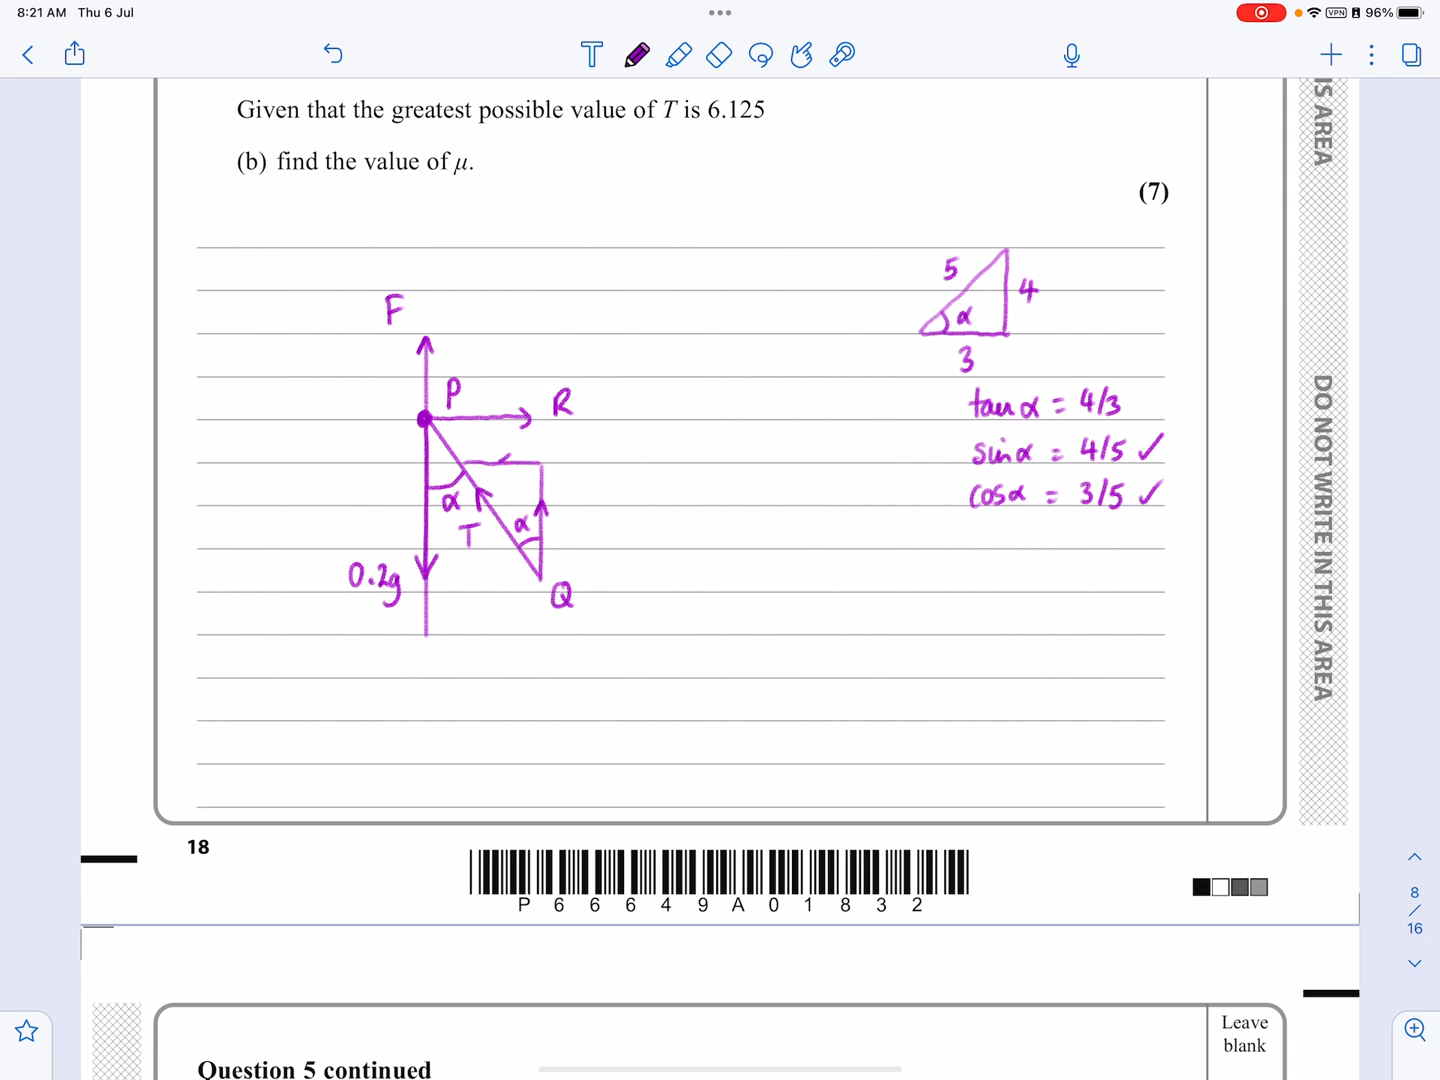 8:21 AM Thu 6 Jul
VPN 96%
Given that the greatest possible value of T is 6.125
(b) find the value of μ.
(7)
5
4
α
3
F
P
R
tan α = 4/3
sin α = 4/5 ✓
cos α = 3/5 ✓
α
T
α
0.2g
Q
IS AREA
DO NOT WRITE IN THIS AREA
18
P 6 6 6 4 9 A 0 1 8 3 2
8
/
16
Leave
blank
Question 5 continued